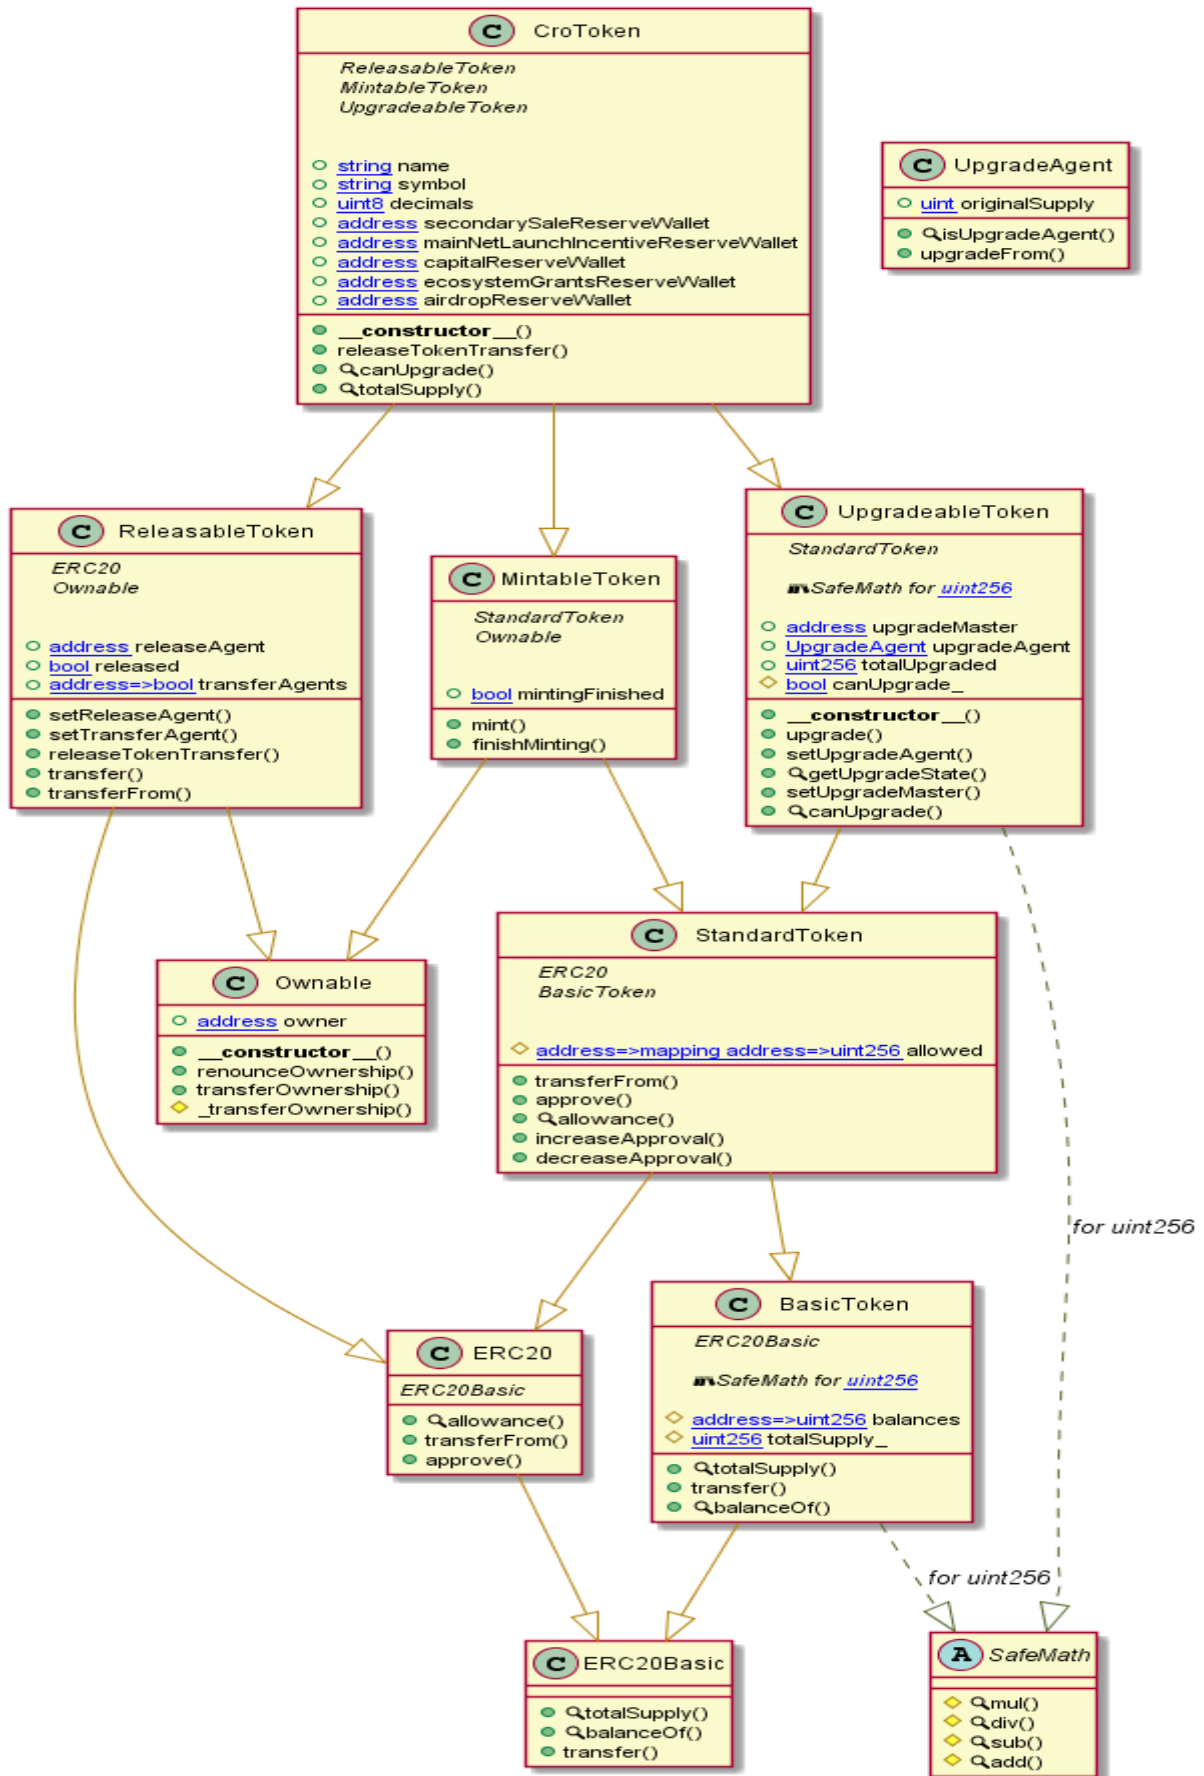 C CroToken
ReleasableToken
MintableToken
UpgradeableToken
string name
string symbol
uint8 decimals
address secondarySaleReserveWallet
address mainNetLaunchIncentiveReserveWallet
address capitalReserveWallet
address ecosystemGrantsReserveWallet
address airdropReserveWallet
__constructor__()
releaseTokenTransfer()
canUpgrade()
totalSupply()
C UpgradeAgent
uint originalSupply
isUpgradeAgent()
upgradeFrom()
C ReleasableToken
ERC20
Ownable
address releaseAgent
bool released
address=>bool transferAgents
setReleaseAgent()
setTransferAgent()
releaseTokenTransfer()
transfer()
transferFrom()
C MintableToken
StandardToken
Ownable
bool mintingFinished
mint()
finishMinting()
C UpgradeableToken
StandardToken
SafeMath for uint256
address upgradeMaster
UpgradeAgent upgradeAgent
uint256 totalUpgraded
bool canUpgrade_
__constructor__()
upgrade()
setUpgradeAgent()
getUpgradeState()
setUpgradeMaster()
canUpgrade()
C Ownable
address owner
__constructor__()
renounceOwnership()
transferOwnership()
_transferOwnership()
C StandardToken
ERC20
BasicToken
address=>mapping address=>uint256 allowed
transferFrom()
approve()
allowance()
increaseApproval()
decreaseApproval()
for uint256
C ERC20
ERC20Basic
allowance()
transferFrom()
approve()
C BasicToken
ERC20Basic
SafeMath for uint256
address=>uint256 balances
uint256 totalSupply_
totalSupply()
transfer()
balanceOf()
for uint256
C ERC20Basic
totalSupply()
balanceOf()
transfer()
A SafeMath
mul()
div()
sub()
add()